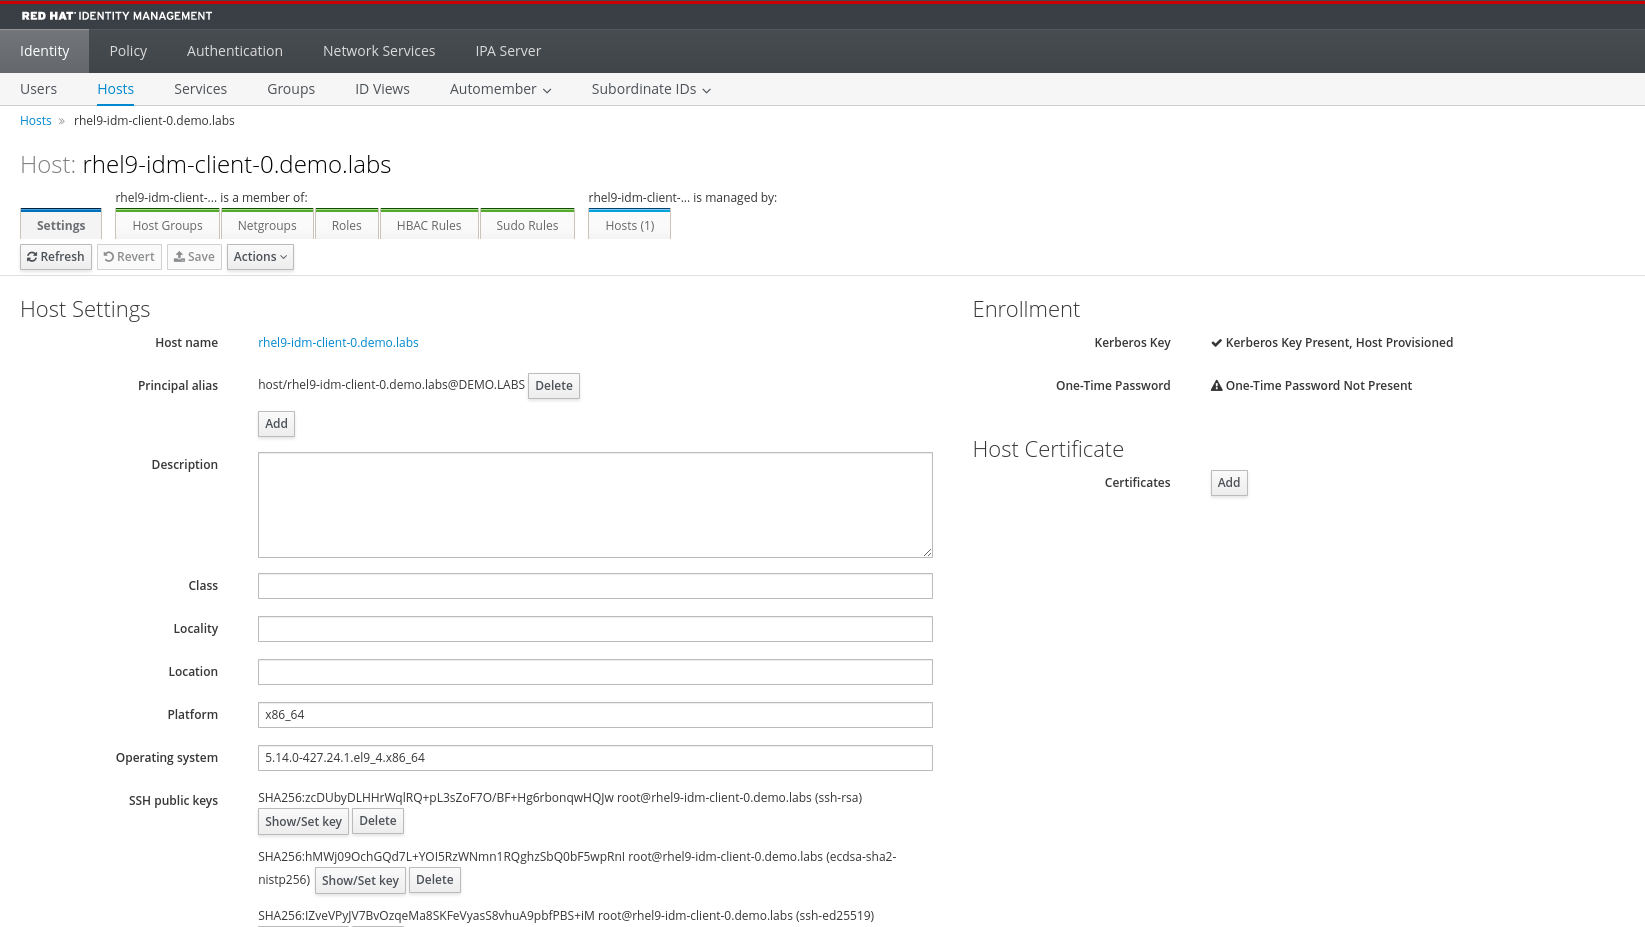 RED HAT IDENTITY MANAGEMENT
Identity Policy Authentication Network Services IPA Server
Users Hosts Services Groups ID Views Automember Subordinate IDs
Hosts » rhel9-idm-client-0.demo.labs
Host: rhel9-idm-client-0.demo.labs
rhel9-idm-client-... is a member of: rhel9-idm-client-... is managed by:
Settings Host Groups Netgroups Roles HBAC Rules Sudo Rules Hosts (1)
Refresh Revert Save Actions
Host Settings
Host name rhel9-idm-client-0.demo.labs
Principal alias host/rhel9-idm-client-0.demo.labs@DEMO.LABS Delete
Add
Description
Class
Locality
Location
Platform x86_64
Operating system 5.14.0-427.24.1.el9_4.x86_64
SSH public keys SHA256:zcDUbyDLHHrWqlRQ+pL3sZoF7O/BF+Hg6rbonqwHQJw root@rhel9-idm-client-0.demo.labs (ssh-rsa)
Show/Set key Delete
SHA256:hMWj09OchGQd7L+YOI5RzWNmn1RQghzSbQ0bF5wpRnI root@rhel9-idm-client-0.demo.labs (ecdsa-sha2-
nistp256) Show/Set key Delete
SHA256:IZveVPyJV7BvOzqeMa8SKFeVyasS8vhuA9pbfPBS+iM root@rhel9-idm-client-0.demo.labs (ssh-ed25519)
Enrollment
Kerberos Key Kerberos Key Present, Host Provisioned
One-Time Password One-Time Password Not Present
Host Certificate
Certificates Add